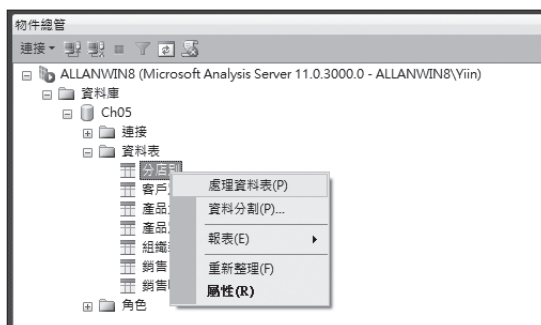 物件總管
連接
ALLANWIN8 (Microsoft Analysis Server 11.0.3000.0 - ALLANWIN8\Yiin)
資料庫
Ch05
連接
資料表
分店別
客戶
產品
產品
組織
銷售
銷售
處理資料表(P)
資料分割(P)...
報表(E)
重新整理(F)
屬性(R)
角色